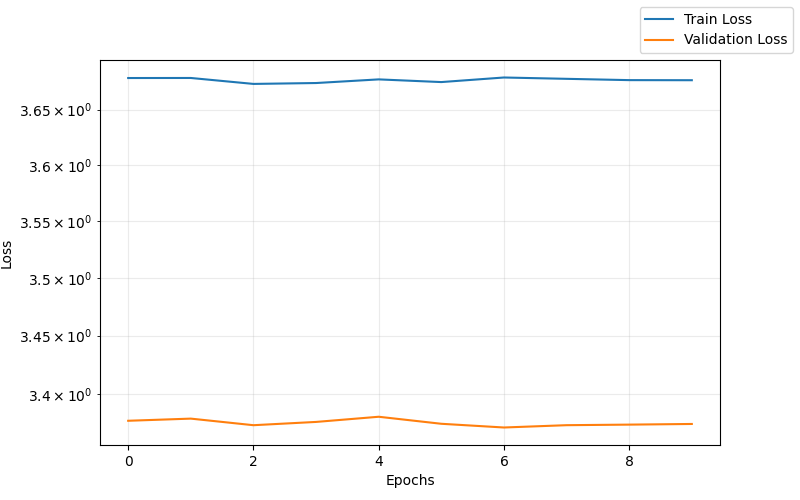 Train Loss
Validation Loss
3.65 × 10⁰
3.6 × 10⁰
3.55 × 10⁰
3.5 × 10⁰
3.45 × 10⁰
3.4 × 10⁰
Loss
0 2 4 6 8
Epochs